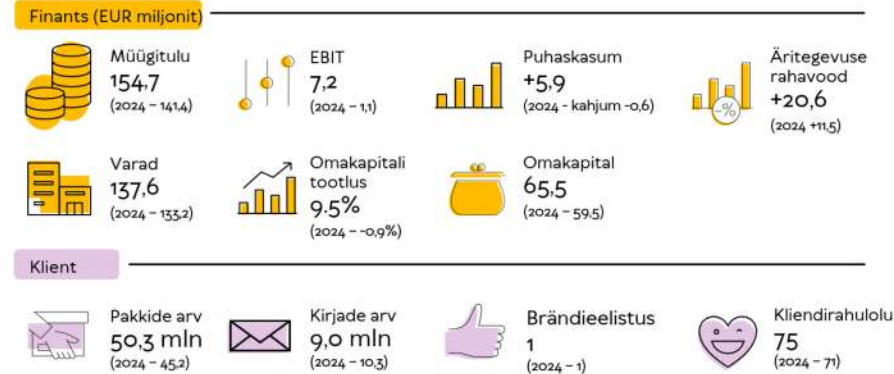 Finants (EUR miljonit)
Müügitulu
154,7
(2024 – 141,4)
EBIT
7,2
(2024 – 1,1)
Puhaskasum
+5,9
(2024 - kahjum -0,6)
-%
Äritegevuse
rahavood
+20,6
(2024 +11,5)
Varad
137,6
(2024 – 133,2)
Omakapitali
tootlus
9.5%
(2024 – -0,9%)
Omakapital
65,5
(2024 – 59,5)
Klient
Pakkide arv
50,3 mln
(2024 – 45,2)
Kirjade arv
9,0 mln
(2024 – 10,3)
Brändieelistus
1
(2024 – 1)
Kliendirahulolu
75
(2024 – 71)